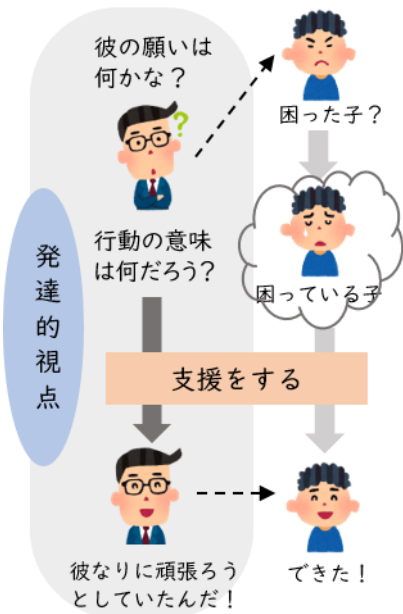 彼の願いは
何かな？
困った子？
行動の意味
は何だろう？
困っている子
発達的視点
支援をする
彼なりに頑張ろう
としていたんだ！
できた！